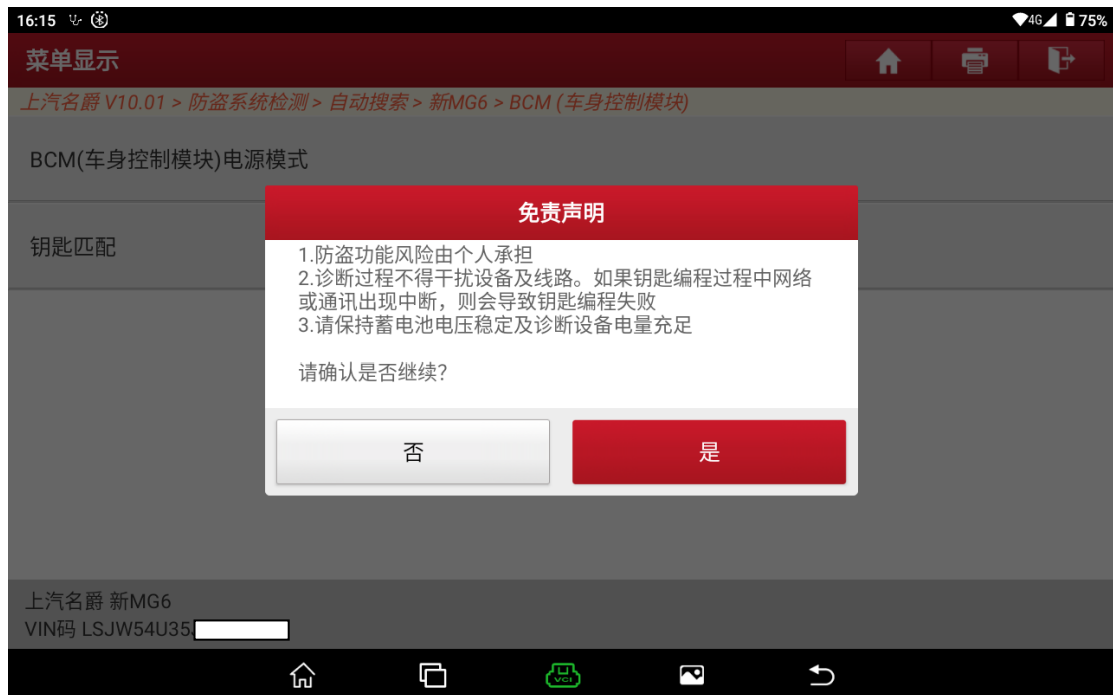 16:15
4G 75%
菜单显示
上汽名爵 V10.01 > 防盗系统检测 > 自动搜索 > 新MG6 > BCM (车身控制模块)
BCM(车身控制模块)电源模式
钥匙匹配
免责声明
1.防盗功能风险由个人承担
2.诊断过程不得干扰设备及线路。如果钥匙编程过程中网络
或通讯出现中断，则会导致钥匙编程失败
3.请保持蓄电池电压稳定及诊断设备电量充足
请确认是否继续？
否
是
上汽名爵 新MG6
VIN码 LSJW54U35J
VCI